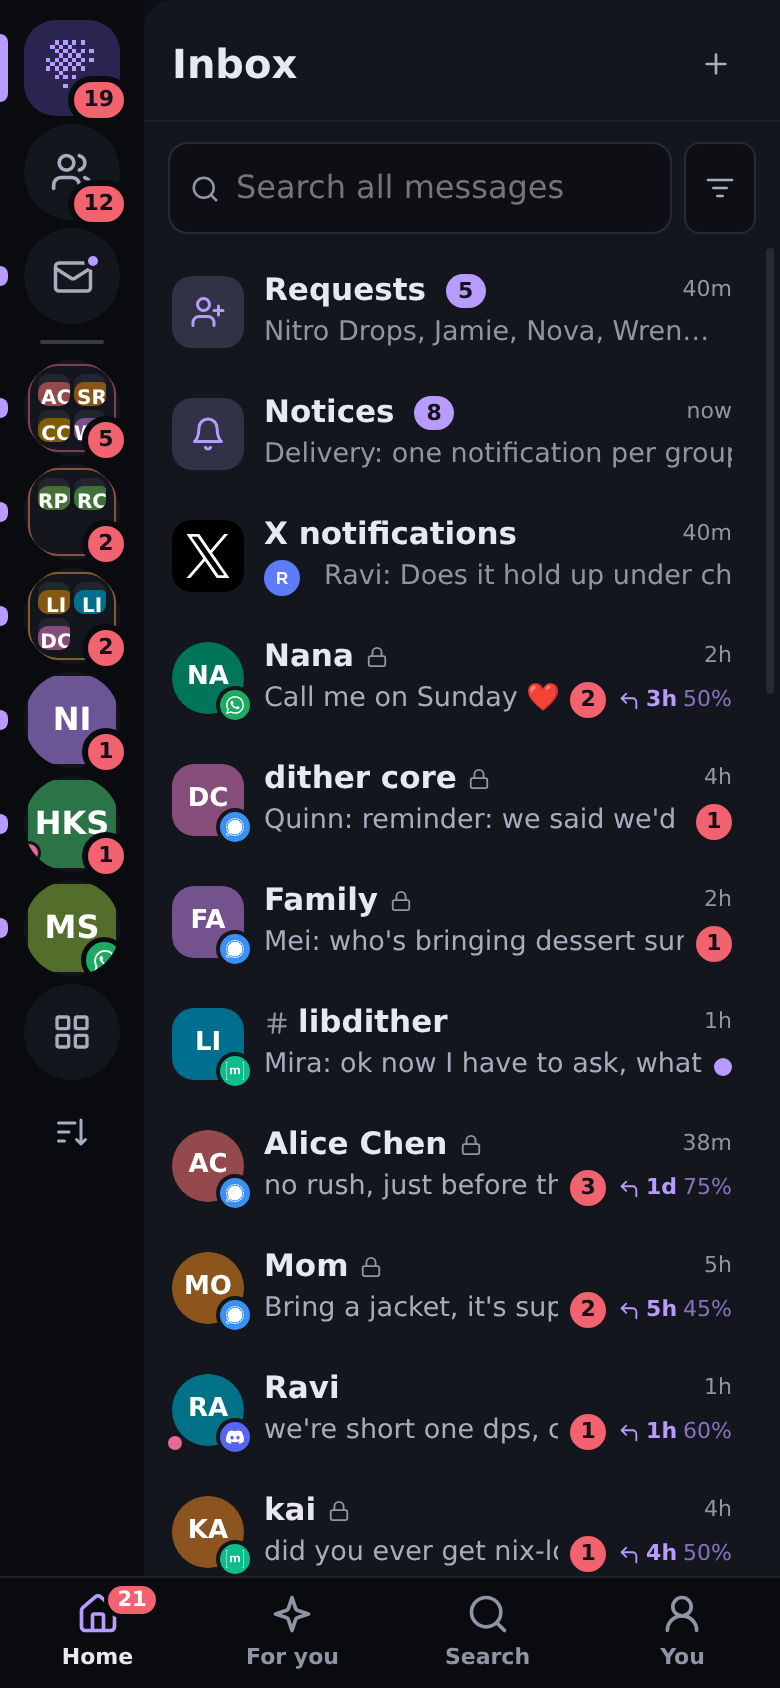 19
12
AC SR
CC
5
RP RC
2
LI LI
DC
2
NI
1
HKS
1
MS
Inbox
Search all messages
Requests 5 40m
Nitro Drops, Jamie, Nova, Wren…
Notices 8 now
Delivery: one notification per group
X notifications 40m
R Ravi: Does it hold up under ch
NA Nana 2h
Call me on Sunday ❤️ 2 3h 50%
DC dither core 4h
Quinn: reminder: we said we'd 1
FA Family 2h
Mei: who's bringing dessert sun 1
LI # libdither 1h
m Mira: ok now I have to ask, what
AC Alice Chen 38m
no rush, just before th 3 1d 75%
MO Mom 5h
Bring a jacket, it's sup 2 5h 45%
RA Ravi 1h
we're short one dps, c 1 1h 60%
KA kai 4h
m did you ever get nix-lo 1 4h 50%
21
Home For you Search You